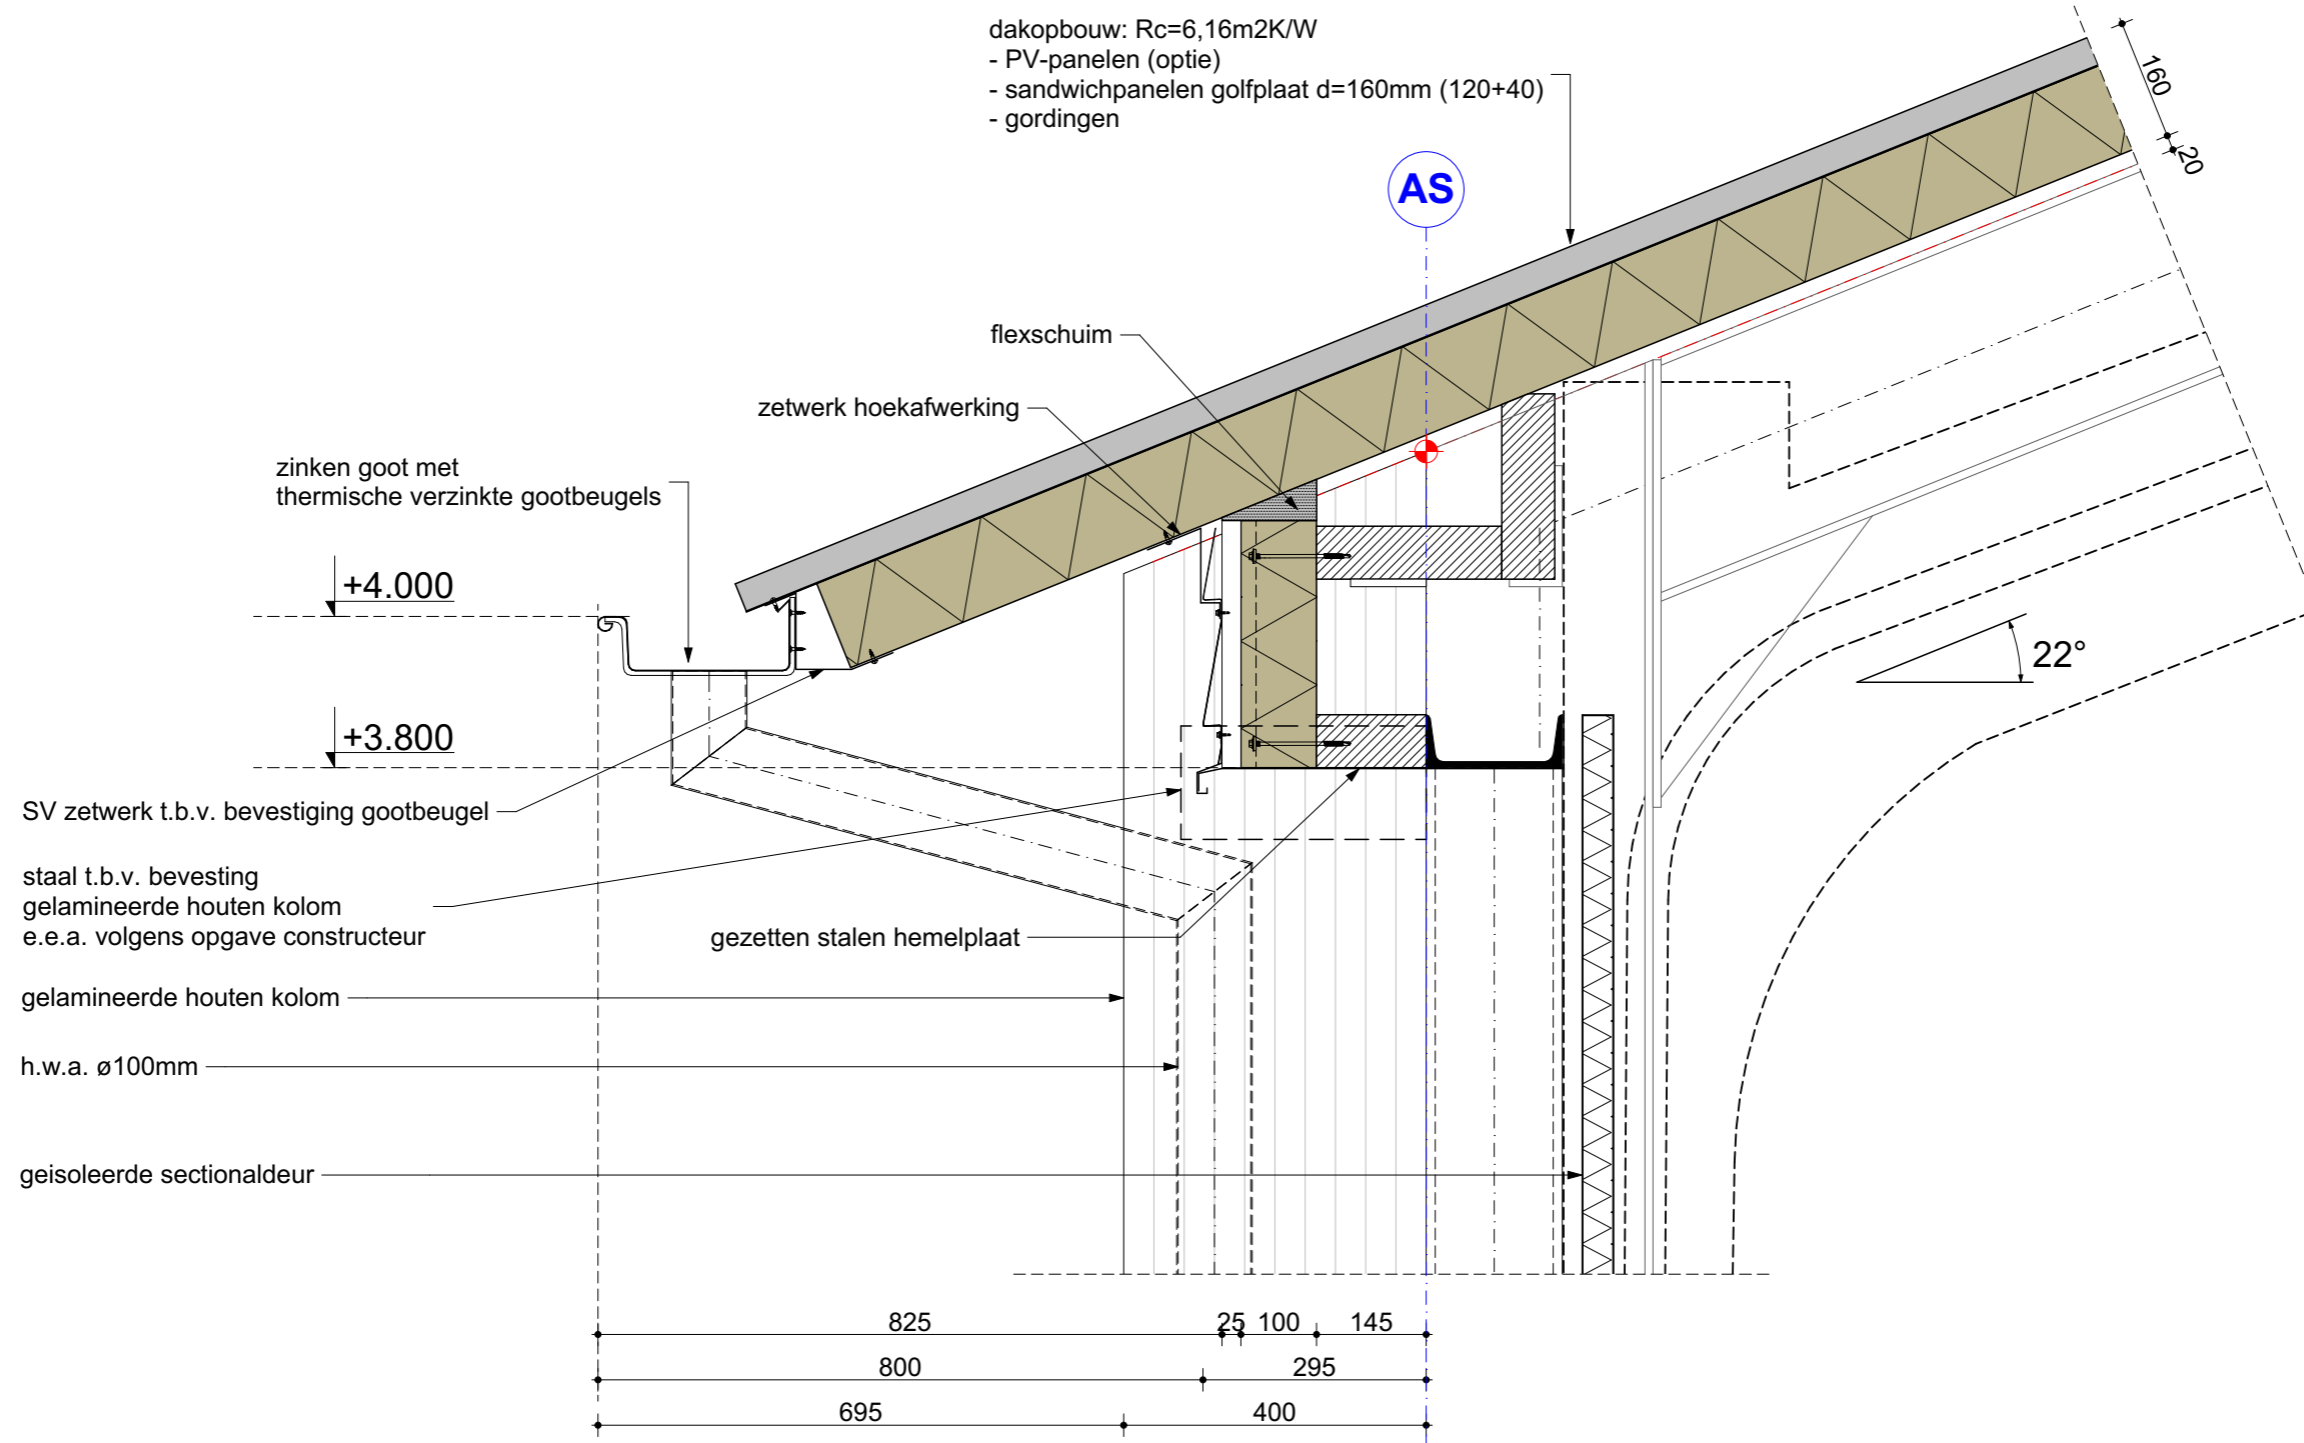 dakopbouw: Rc=6,16m2K/W
- PV-panelen (optie)
- sandwichpanelen golfplaat d=160mm (120+40)
- gordingen
160
20
AS
flexschuim
zetwerk hoekafwerking
zinken goot met
thermische verzinkte gootbeugels
+4.000
22°
+3.800
SV zetwerk t.b.v. bevestiging gootbeugel
staal t.b.v. bevesting
gelamineerde houten kolom
e.e.a. volgens opgave constructeur
gezetten stalen hemelplaat
gelamineerde houten kolom
h.w.a. ø100mm
geisoleerde sectionaldeur
825 25 100 145
800 295
695 400